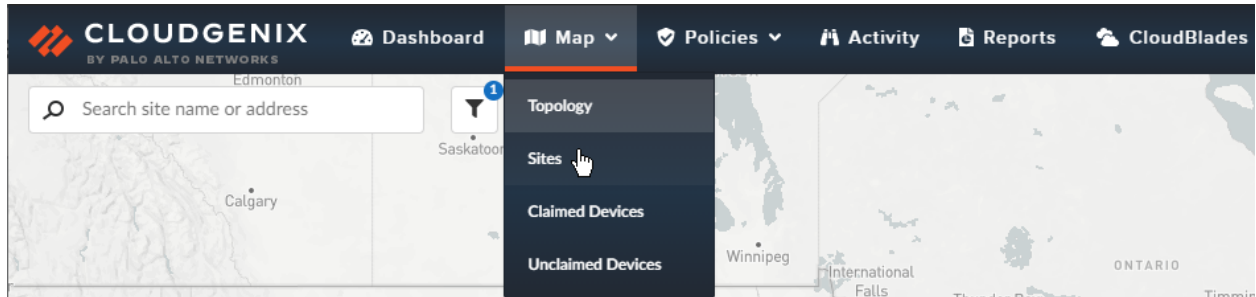 CLOUDGENIX
BY PALO ALTO NETWORKS
Dashboard
Map
Policies
Activity
Reports
CloudBlades
Edmonton
Search site name or address
1
Topology
Saskatoon
Sites
Calgary
Claimed Devices
Winnipeg
Unclaimed Devices
International
Falls
ONTARIO